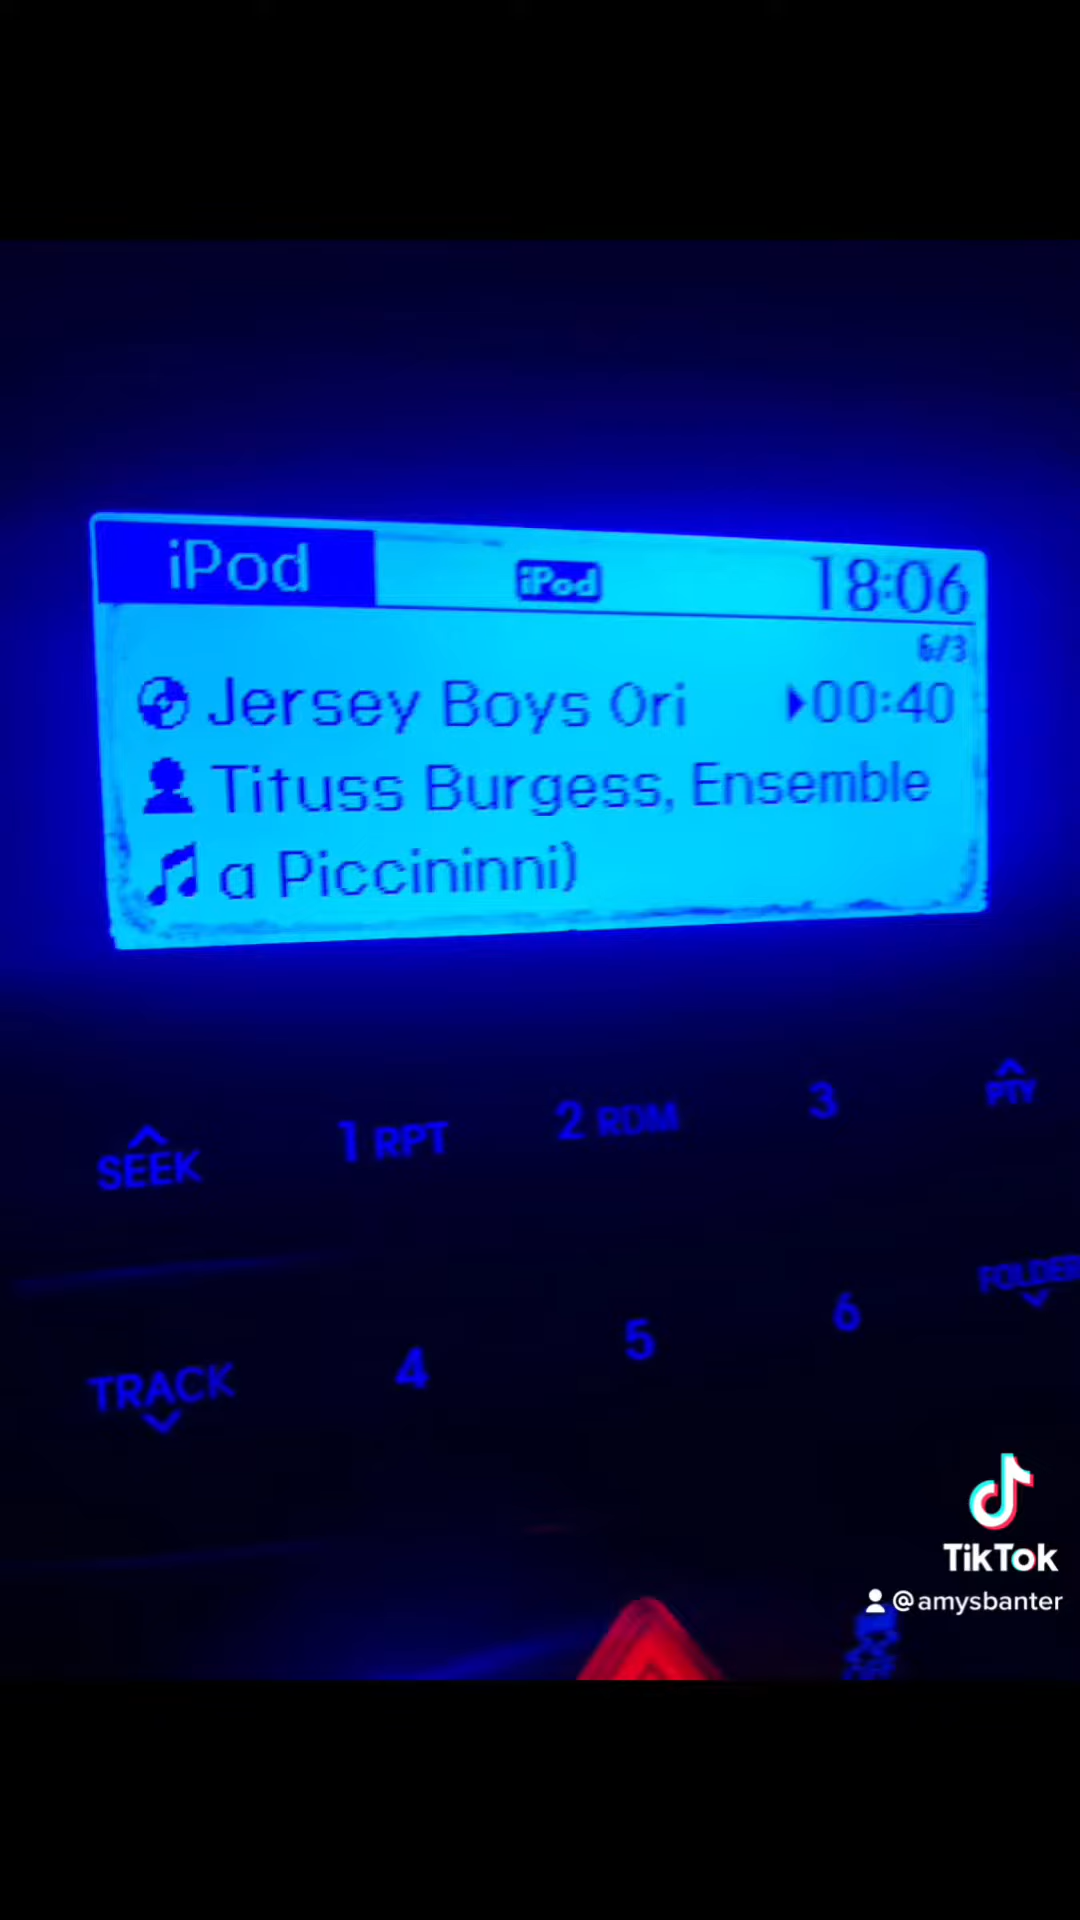 iPod iPod 18:06
6/3
Jersey Boys Ori 00:40
Tituss Burgess, Ensemble
a Piccininni)
SEEK 1 RPT 2 RDM 3 PTY
TRACK 4 5 6 FOLDER
TikTok
@amysbanter